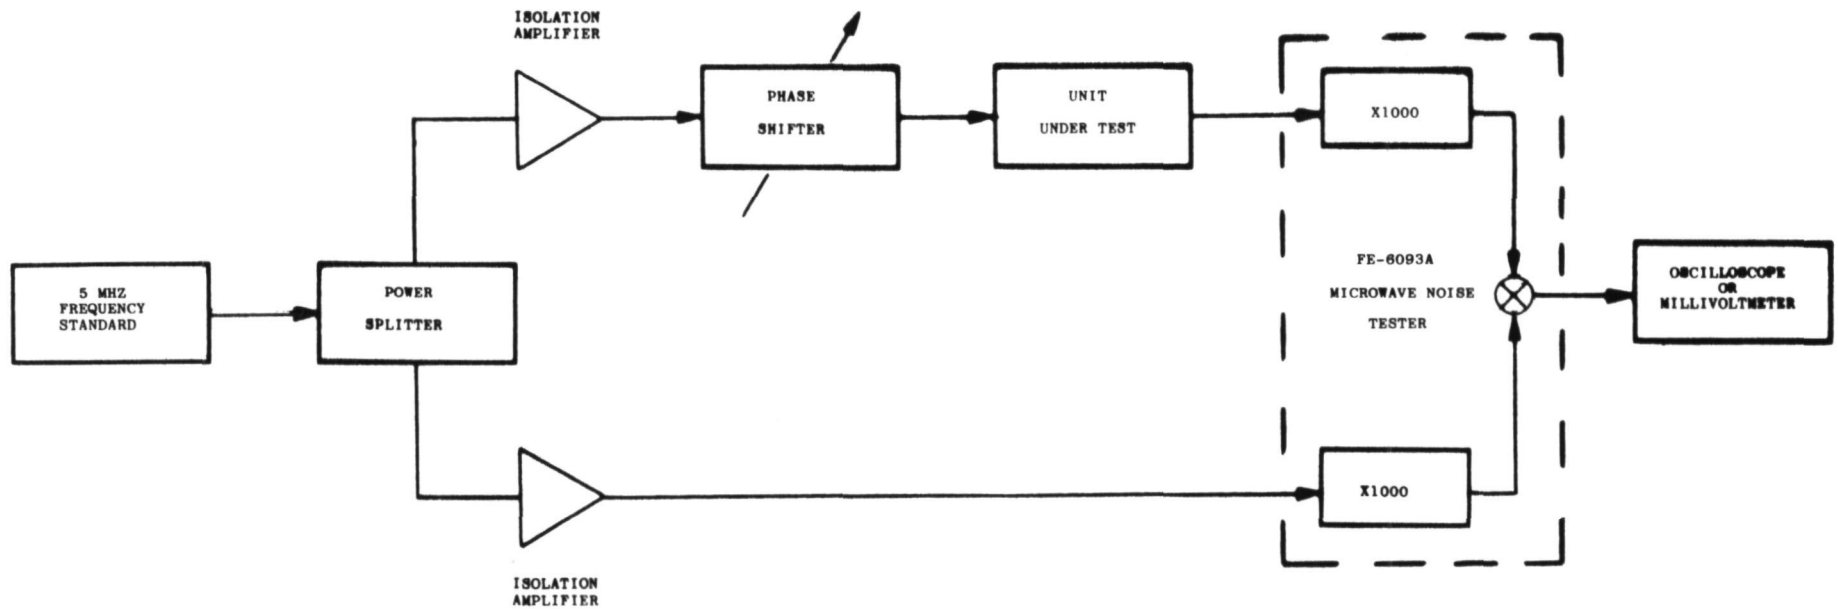 ISOLATION
AMPLIFIER
PHASE
SHIFTER
UNIT
UNDER TEST
X1000
5 MHZ
FREQUENCY
STANDARD
POWER
SPLITTER
FE-6093A
MICROWAVE NOISE
TESTER
OSCILLOSCOPE
OR
MILLIVOLTMETER
X1000
ISOLATION
AMPLIFIER